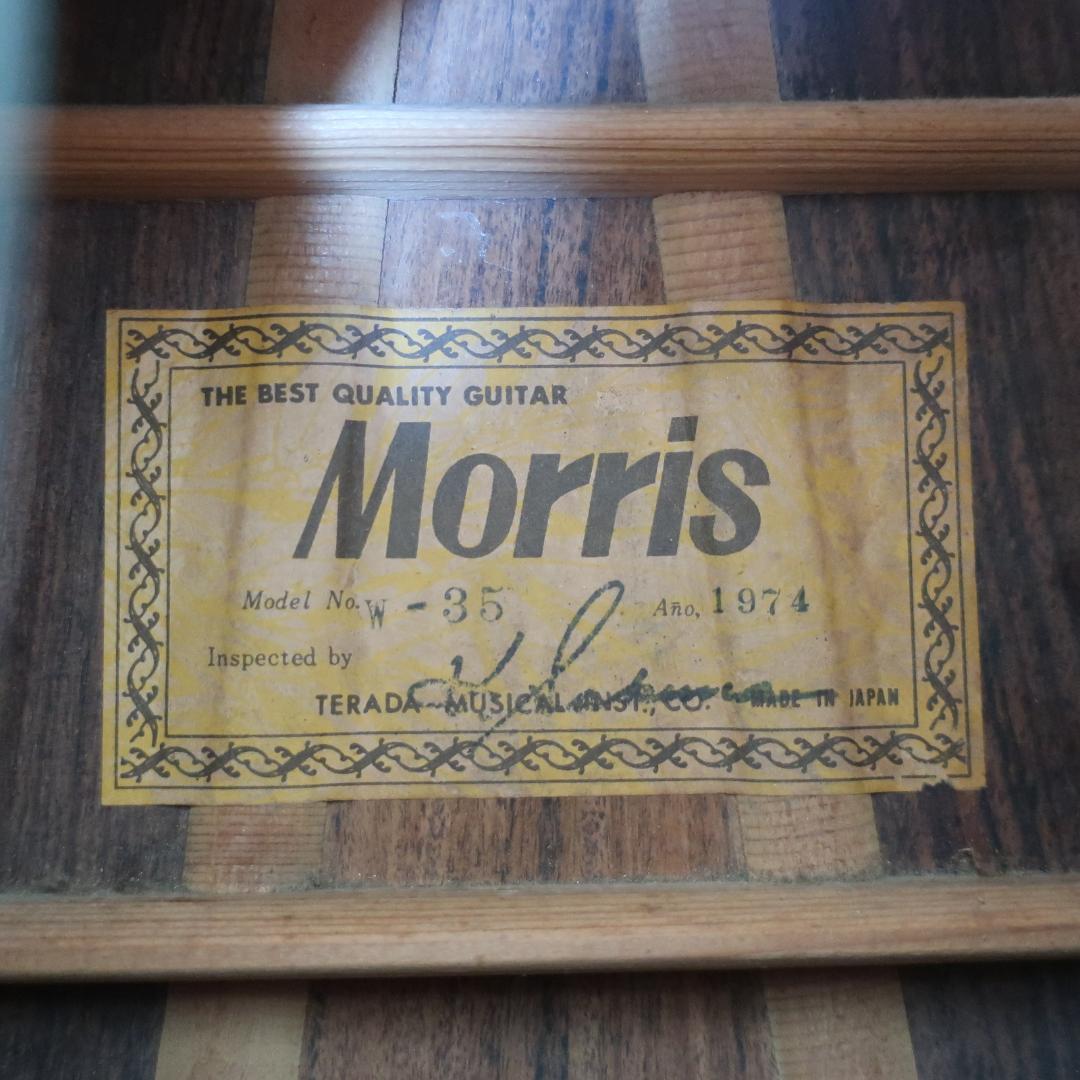 THE BEST QUALITY GUITAR
Morris
Model No. W - 35 Año, 1974
Inspected by
TERADA MUSICAL INST., CO. MADE IN JAPAN